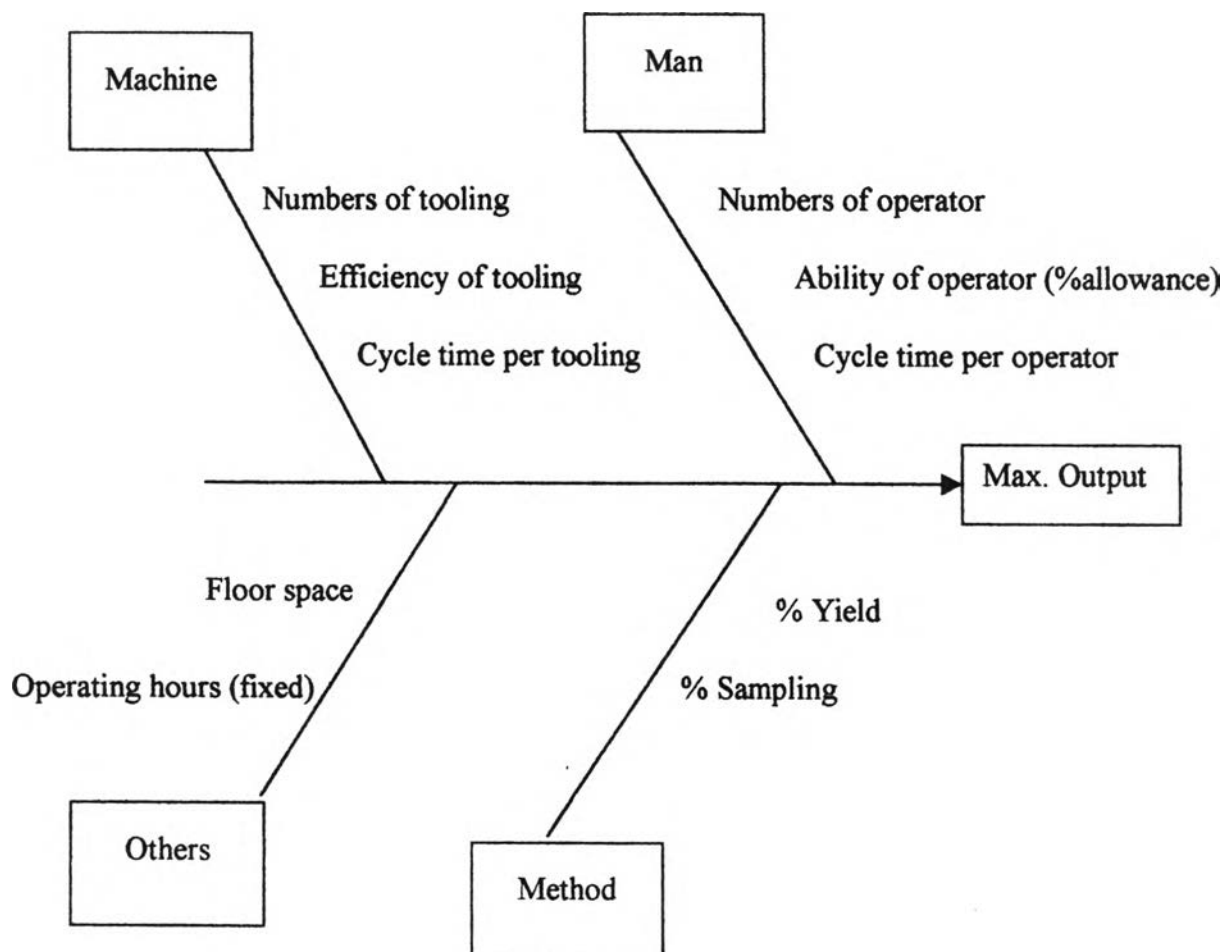 Machine
Man
Numbers of tooling
Numbers of operator
Efficiency of tooling
Ability of operator (%allowance)
Cycle time per tooling
Cycle time per operator
Max. Output
Floor space
% Yield
Operating hours (fixed)
% Sampling
Others
Method